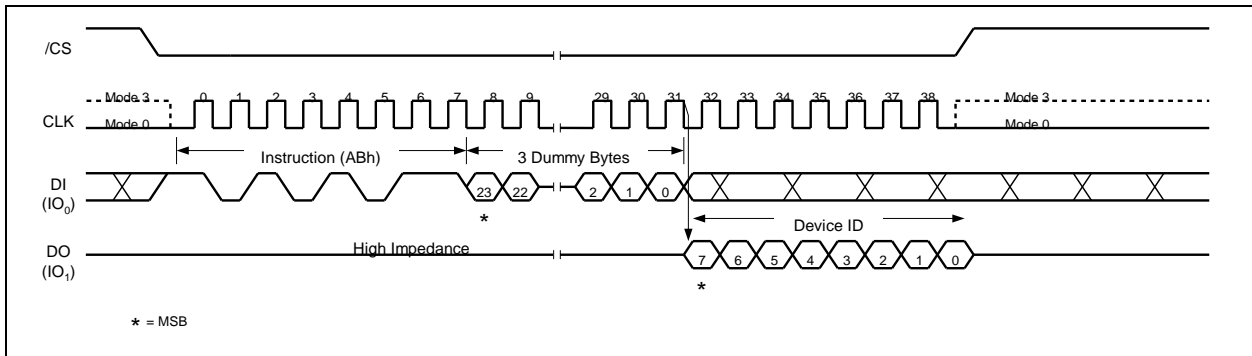 /CS
Mode 3 0 1 2 3 4 5 6 7 8 9 29 30 31 32 33 34 35 36 37 38 Mode 3
CLK Mode 0 Mode 0
Instruction (ABh) 3 Dummy Bytes
DI
(IO0)
23 22 2 1 0
*
Device ID
DO
(IO1)
High Impedance
7 6 5 4 3 2 1 0
*
* = MSB